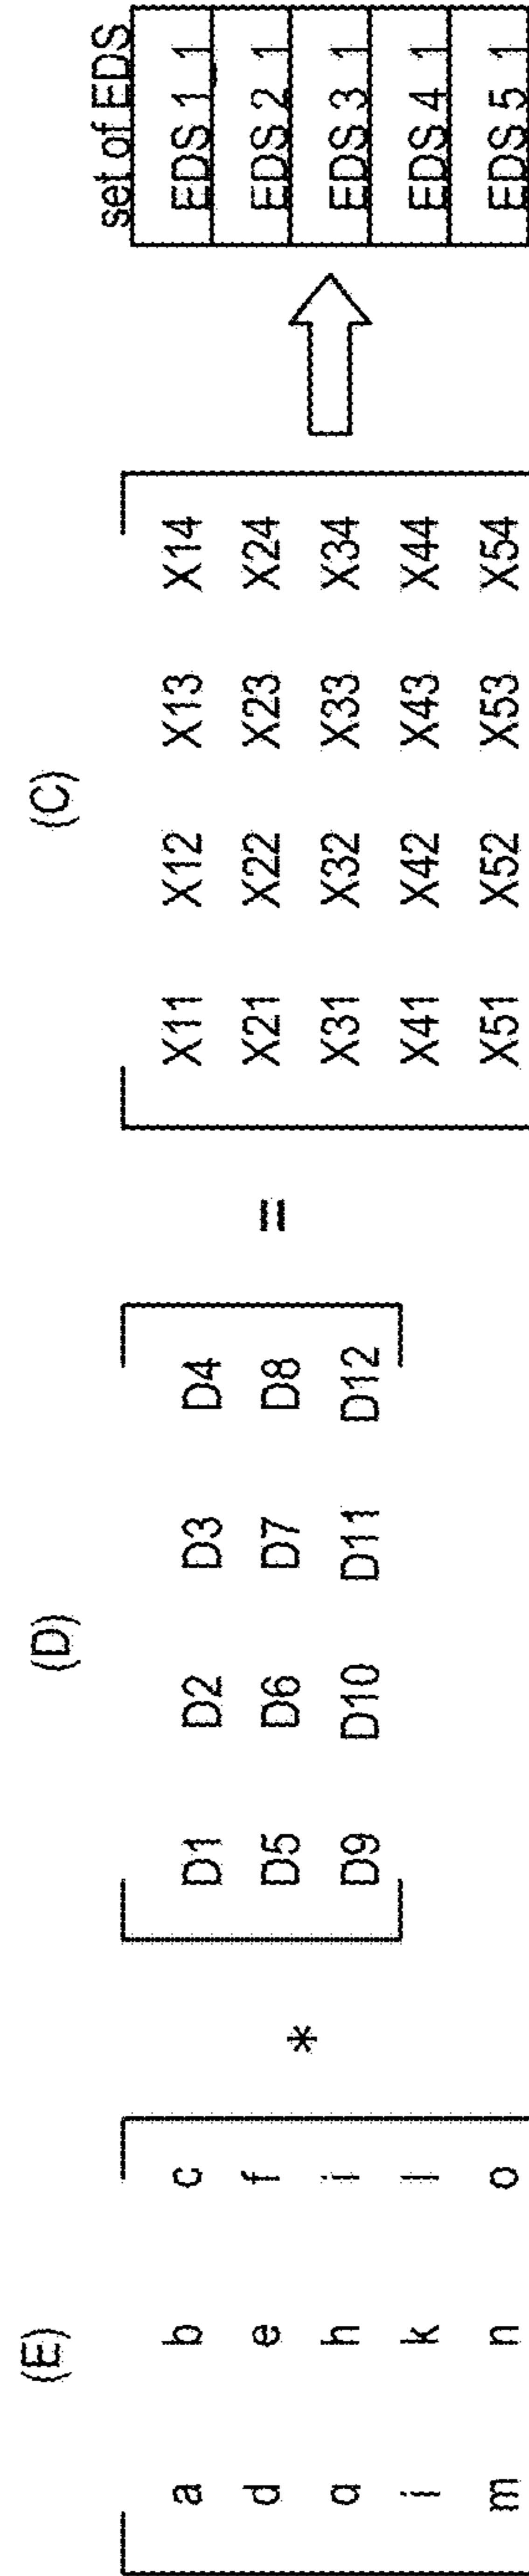 set of EDS
(E) (D) (C)
a b c D1 D2 D3 D4 X11 X12 X13 X14 EDS 1_1
d e f * D5 D6 D7 D8 = X21 X22 X23 X24 EDS 2_1
g h i D9 D10 D11 D12 X31 X32 X33 X34 EDS 3_1
j k l X41 X42 X43 X44 EDS 4_1
m n o X51 X52 X53 X54 EDS 5_1